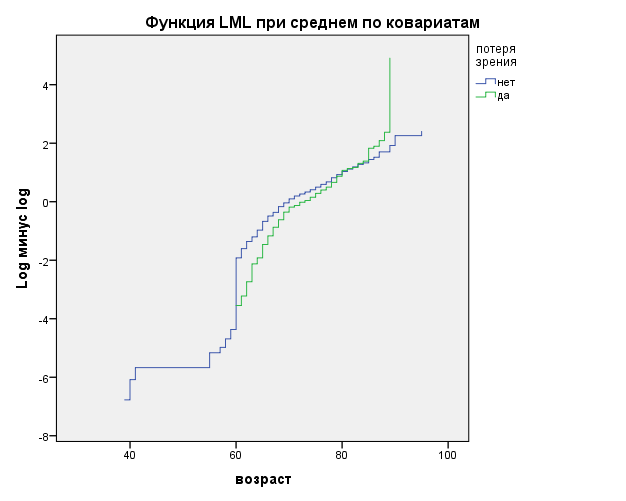 Функция LML при среднем по ковариатам
потеря
зрения
нет
да
Log минус log
4
2
0
-2
-4
-6
-8
40
60
80
100
возраст